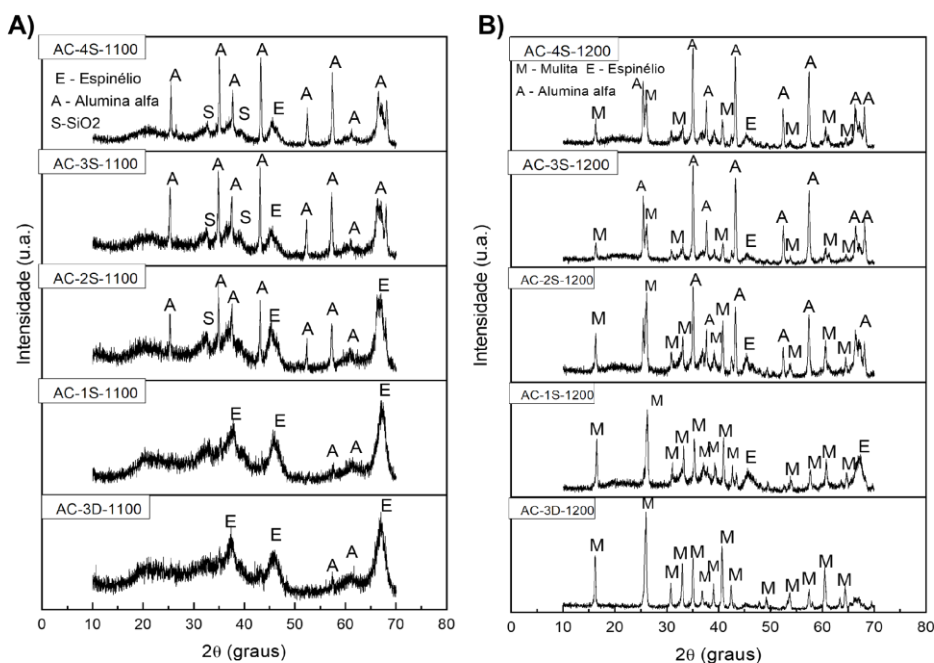 A)
AC-4S-1100
E - Espinélio
A - Alumina alfa
S-SiO2
A A A A S S E A A A A
AC-3S-1100
A A A A S S E A A A A
AC-2S-1100
A S A A A E A A A E
AC-1S-1100
E E A A E
AC-3D-1100
E E A A E
Intensidade (u.a.)
0 10 20 30 40 50 60 70 80
2θ (graus)
B)
AC-4S-1200
M - Mulita E - Espinélio
A - Alumina alfa
M A M M A A M A E A M A M M A A
AC-3S-1200
M A M M A A M A E A M A M M A A
AC-2S-1200
M M M M A A M M A E A M A M M A
AC-1S-1200
M M M M M M M M M E M M M M E
AC-3D-1200
M M M M M M M M M M M M M M
Intensidade (u.a.)
0 10 20 30 40 50 60 70 80
2θ (graus)